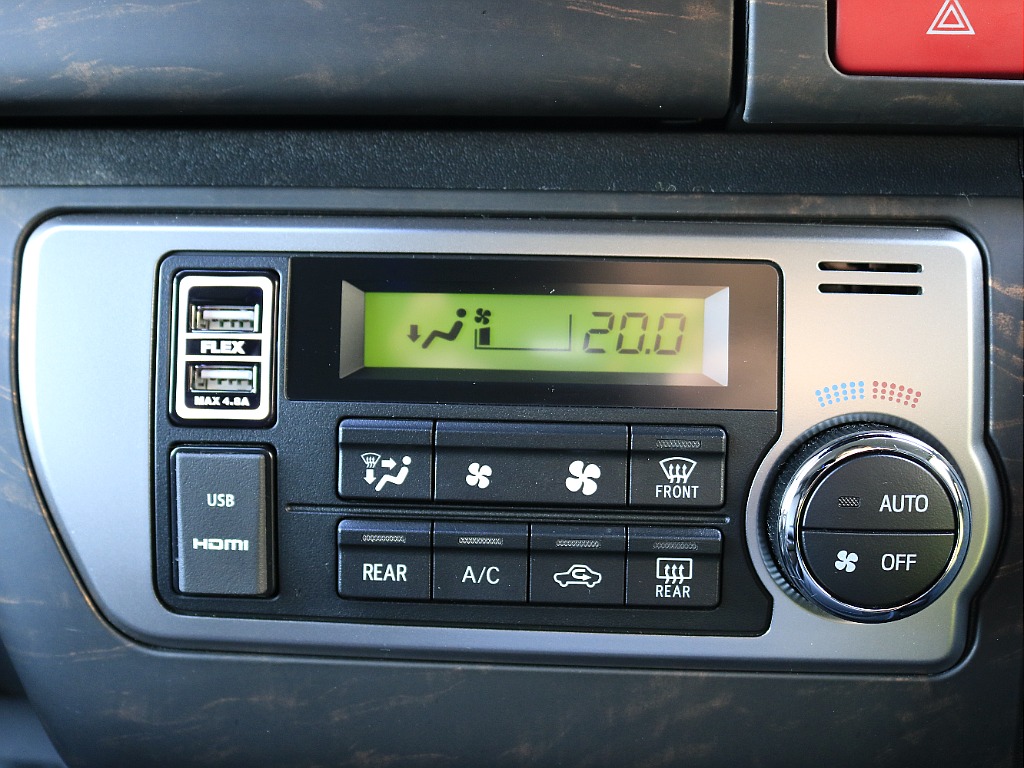 FLEX
MAX 4.8A
20.0
USB
HDMI
FRONT
REAR
A/C
REAR
AUTO
OFF